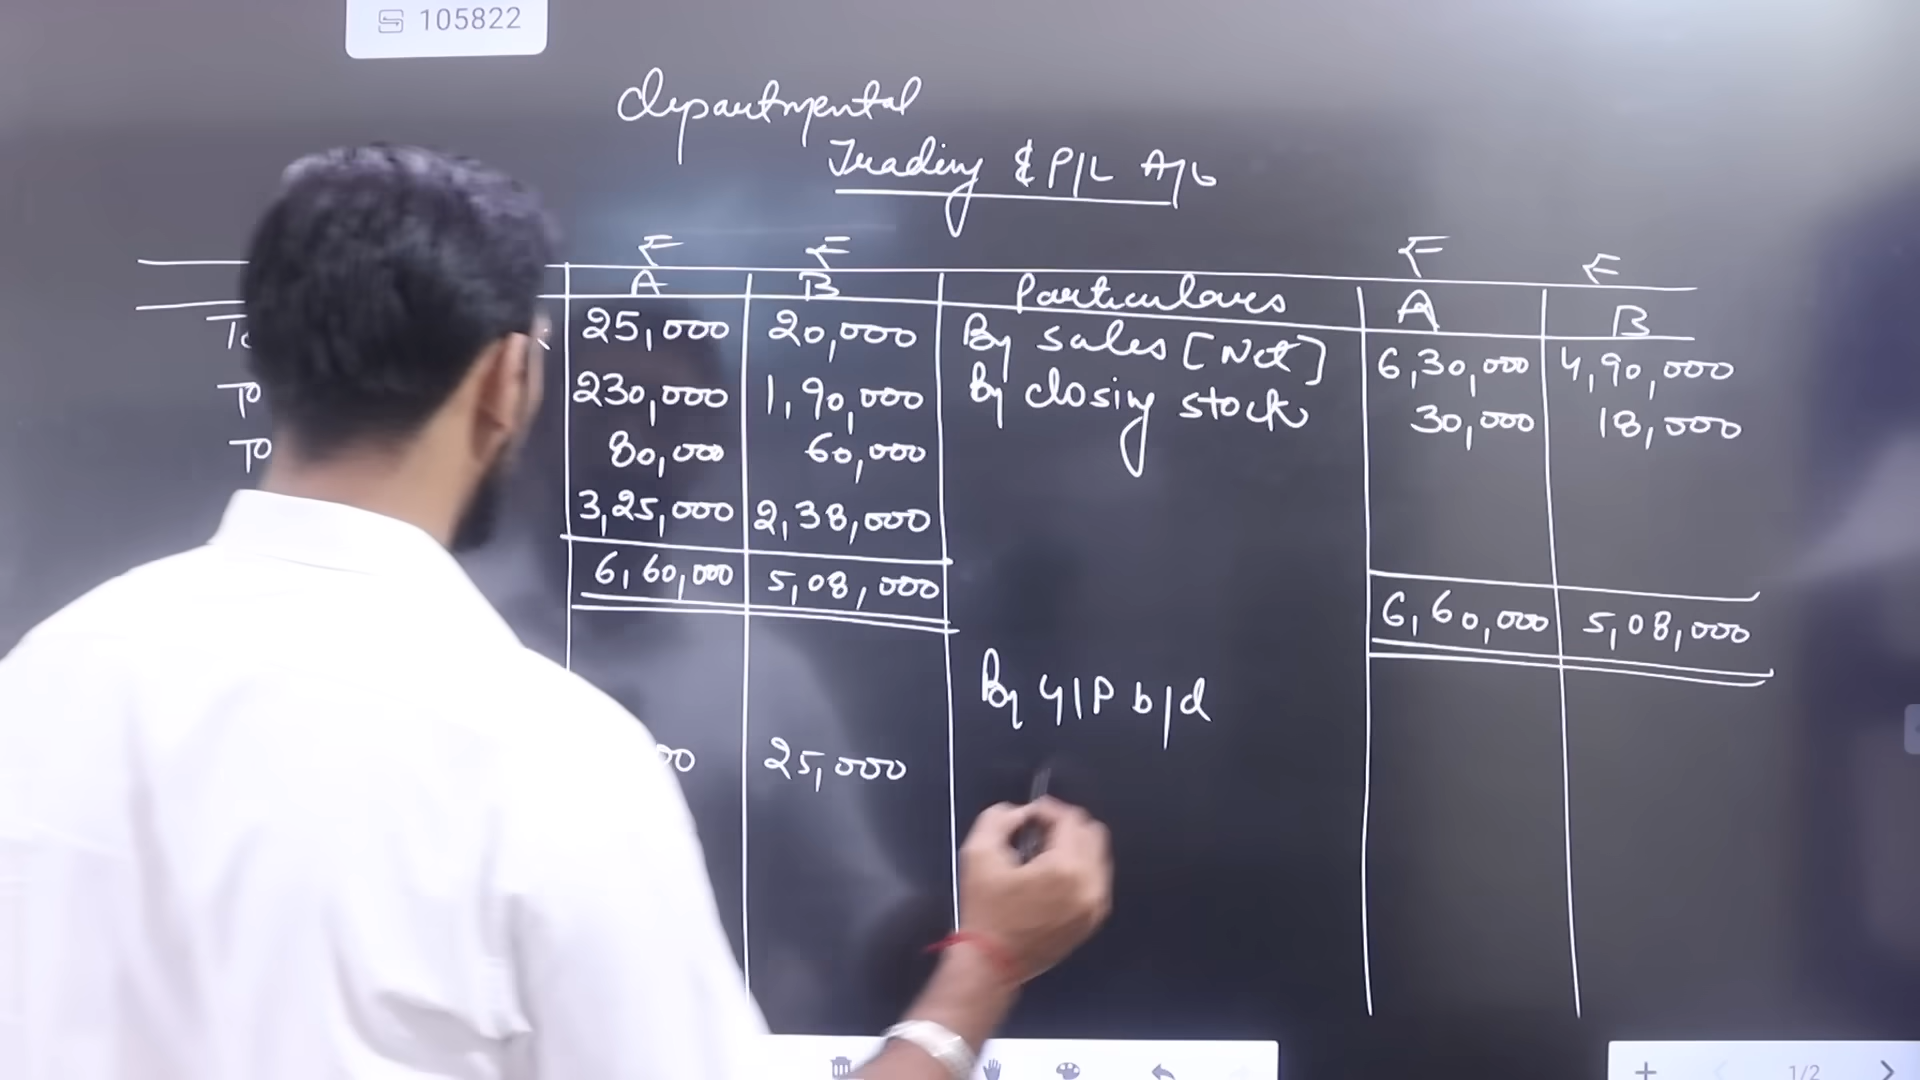 105822
Departmental
Trading & P/L A/c
₹ ₹ ₹ ₹
A B Particulars A B
To 25,000 20,000 By sales [Net] 6,30,000 4,90,000
To 230,000 1,90,000 By closing stock 30,000 18,000
To 80,000 60,000
3,25,000 2,38,000
6,60,000 5,08,000 6,60,000 5,08,000
By G/P b/d
00 25,000
1/2